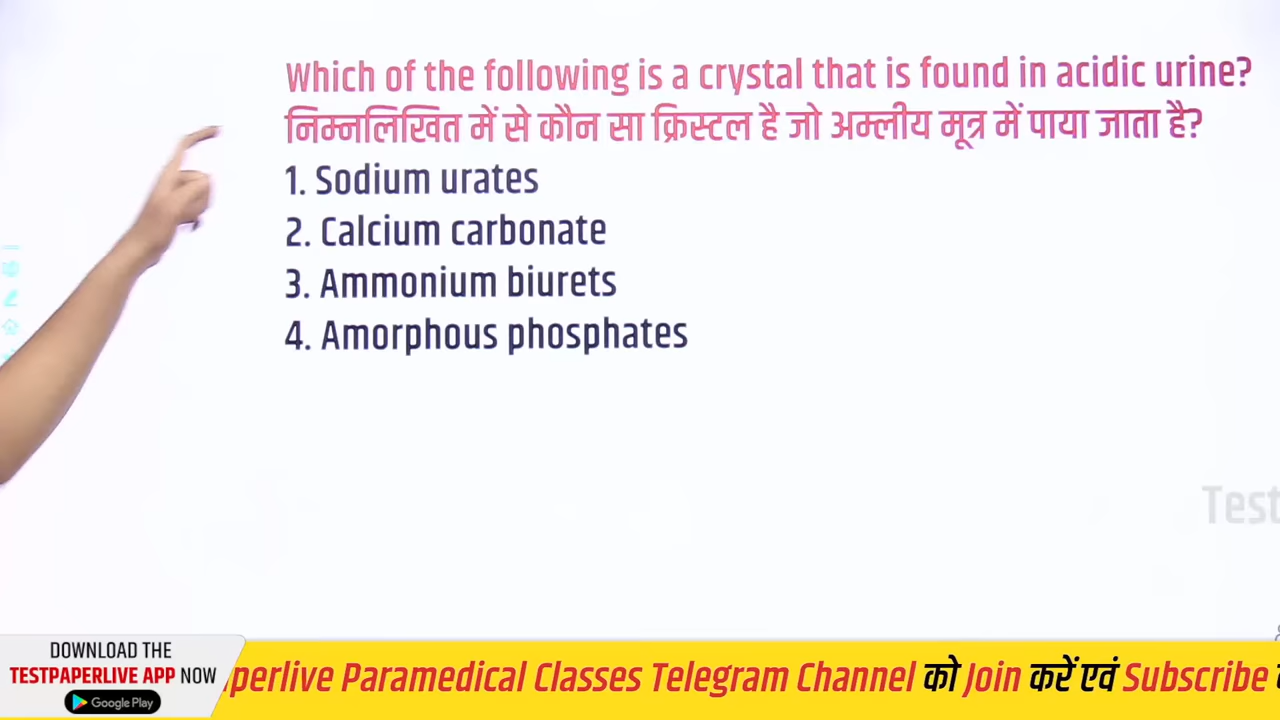 Which of the following is a crystal that is found in acidic urine?
निम्नलिखित में से कौन सा क्रिस्टल है जो अम्लीय मूत्र में पाया जाता है?
1. Sodium urates
2. Calcium carbonate
3. Ammonium biurets
4. Amorphous phosphates
Test
DOWNLOAD THE
TESTPAPERLIVE APP NOW
Google Play
perlive Paramedical Classes Telegram Channel को Join करें एवं Subscribe